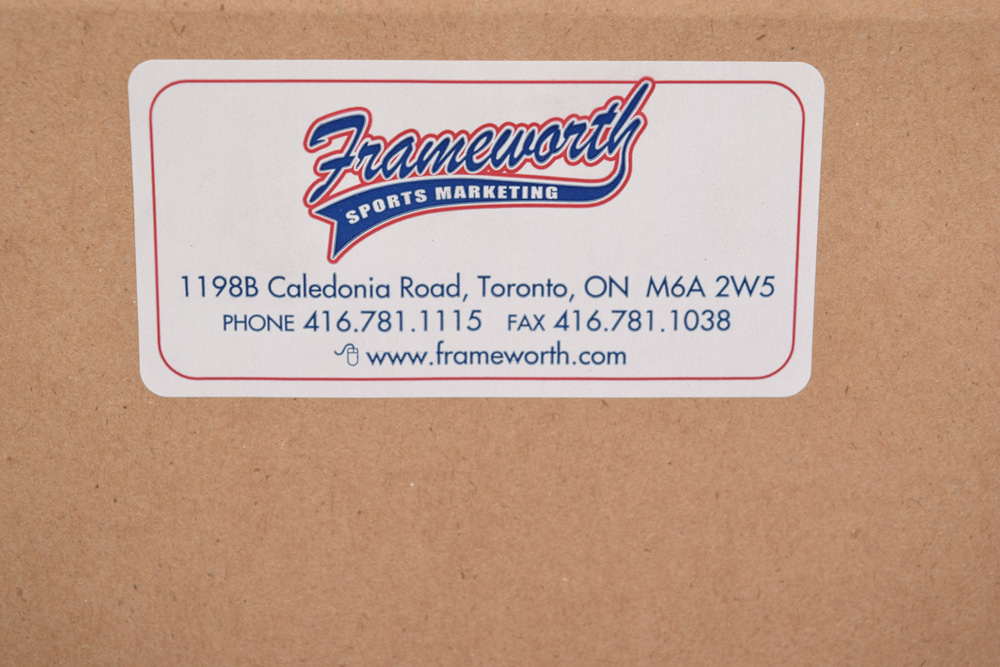 Frameworth
SPORTS MARKETING
1198B Caledonia Road, Toronto, ON M6A 2W5
PHONE 416.781.1115 FAX 416.781.1038
www.frameworth.com